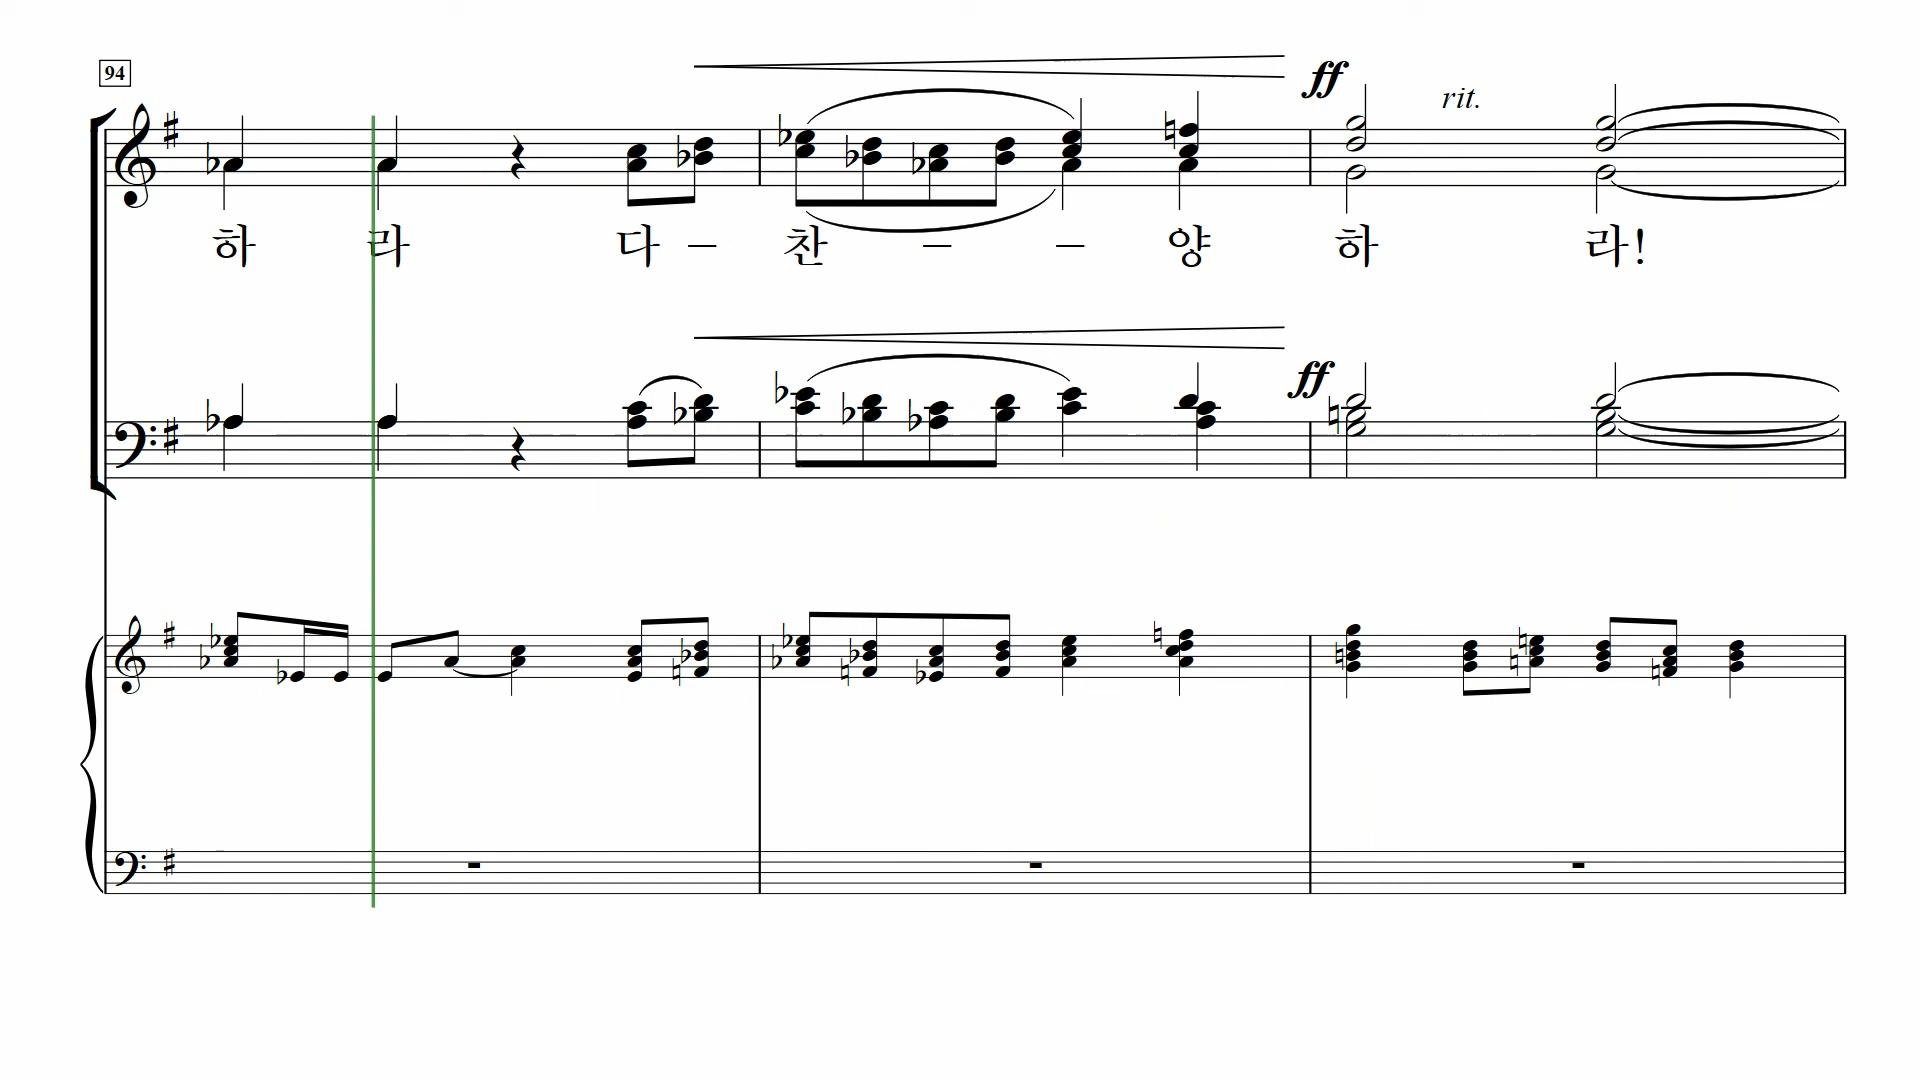 94
ff
rit.
하 라 다 – 찬 – – 양 하 라!
ff